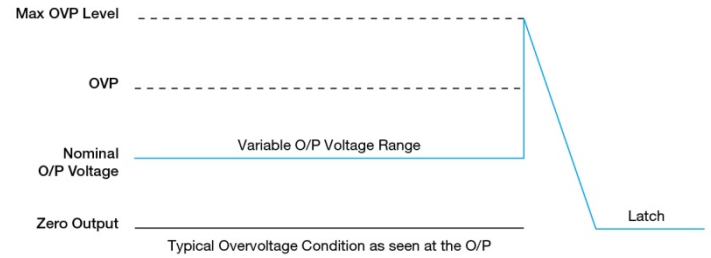 Max OVP Level
OVP
Variable O/P Voltage Range
Nominal
O/P Voltage
Zero Output
Latch
Typical Overvoltage Condition as seen at the O/P